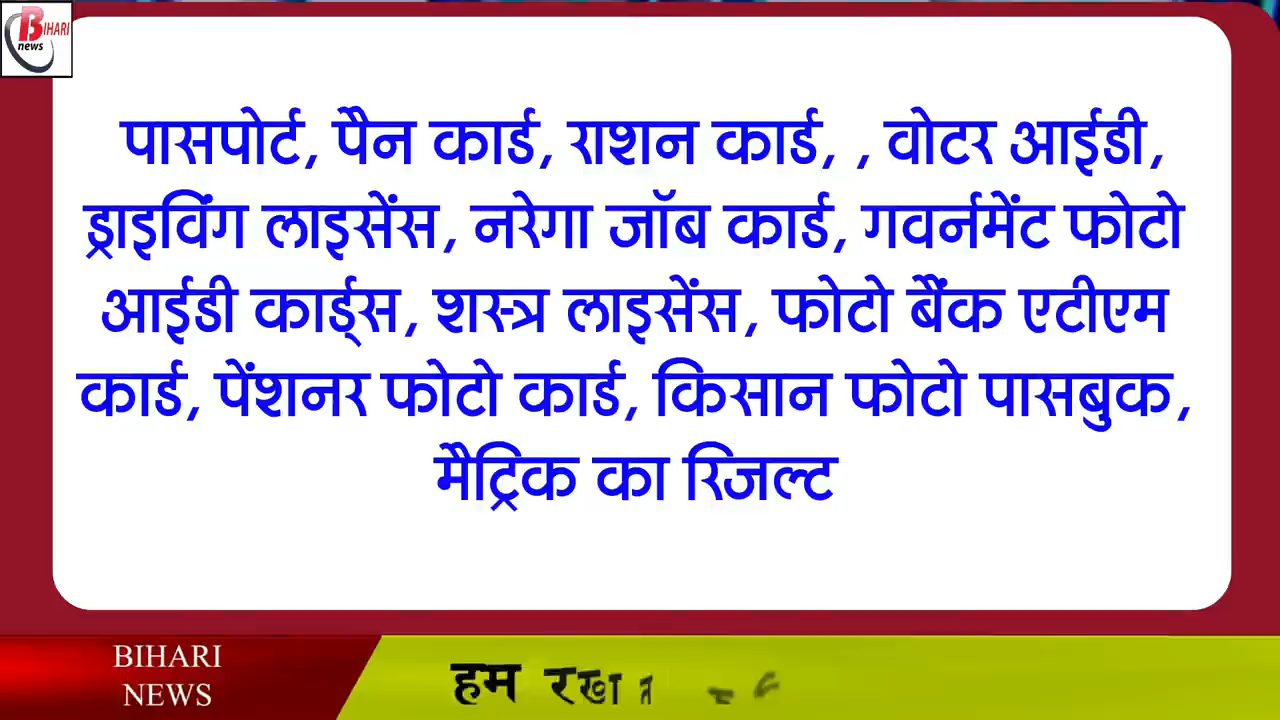 BIHARI
news
पासपोर्ट, पैन कार्ड, राशन कार्ड, , वोटर आईडी,
ड्राइविंग लाइसेंस, नरेगा जॉब कार्ड, गवर्नमेंट फोटो
आईडी कार्ड्स, शस्त्र लाइसेंस, फोटो बैंक एटीएम
कार्ड, पेंशनर फोटो कार्ड, किसान फोटो पासबुक,
मैट्रिक का रिजल्ट
BIHARI
NEWS
हम